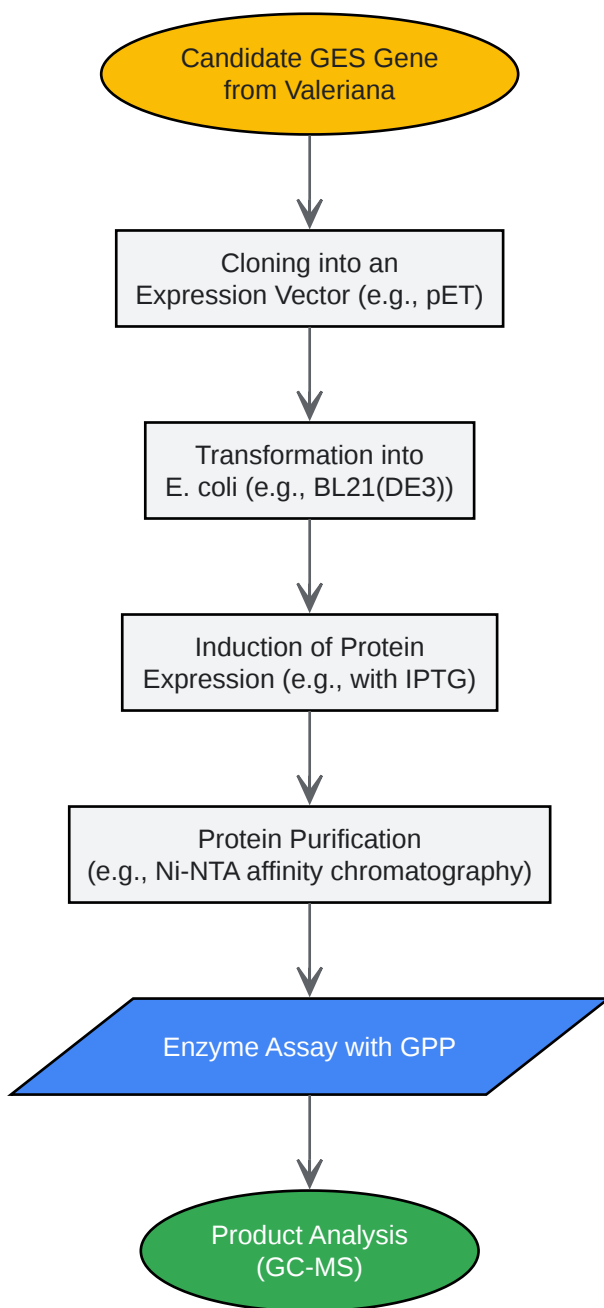 Candidate GES Gene
from Valeriana
Cloning into an
Expression Vector (e.g., pET)
Transformation into
E. coli (e.g., BL21(DE3))
Induction of Protein
Expression (e.g., with IPTG)
Protein Purification
(e.g., Ni-NTA affinity chromatography)
Enzyme Assay with GPP
Product Analysis
(GC-MS)